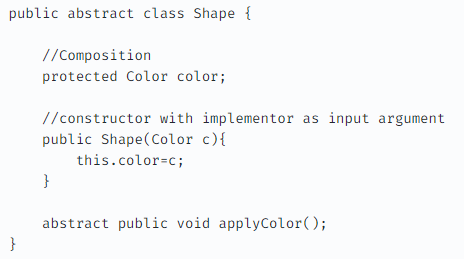 public abstract class Shape {
//Composition
protected Color color;
//constructor with implementor as input argument
public Shape(Color c){
this.color=c;
}
abstract public void applyColor();
}